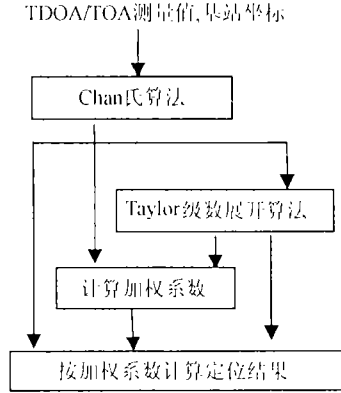 TDOA/TOA测量值,基站坐标
Chan氏算法
Taylor级数展开算法
计算加权系数
按加权系数计算定位结果